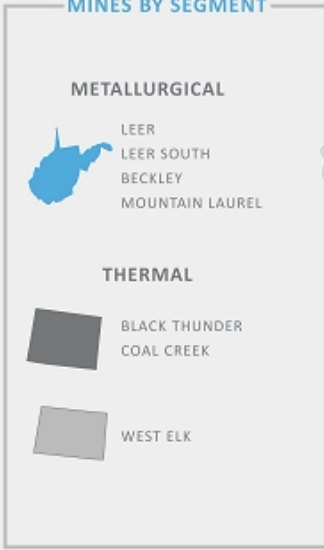 MINES BY SEGMENT
METALLURGICAL
LEER
LEER SOUTH
BECKLEY
MOUNTAIN LAUREL
THERMAL
BLACK THUNDER
COAL CREEK
WEST ELK